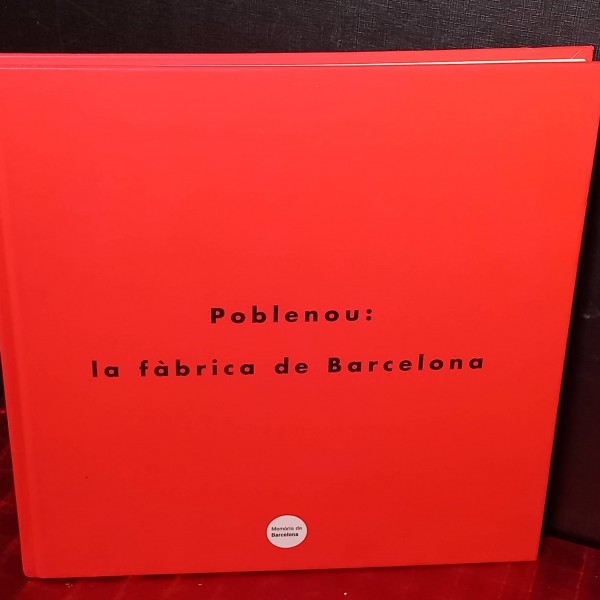 Poblenou:
la fàbrica de Barcelona
Memòria de
Barcelona